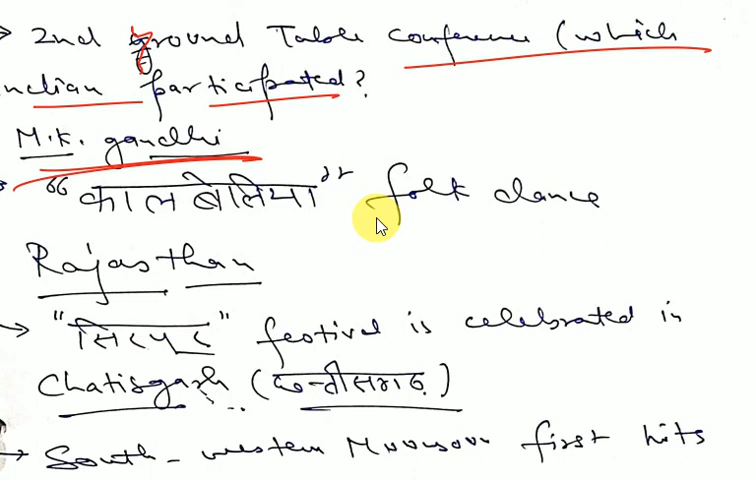 → 2nd ground Table conference (which
indian participated?
M.K. gandhi
"कालबेलिया" folk dance
Rajasthan
→ "सिरपुर" festival is celebrated in
Chatisgarh (छत्तीसगढ़)
→ South-western Monsoon first hits